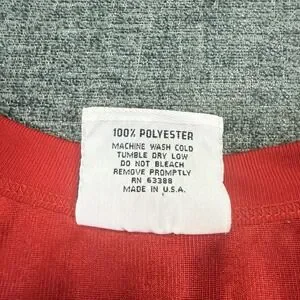 100% POLYESTER
MACHINE WASH COLD
TUMBLE DRY LOW
DO NOT BLEACH
REMOVE PROMPTLY
RN 63388
MADE IN U.S.A.